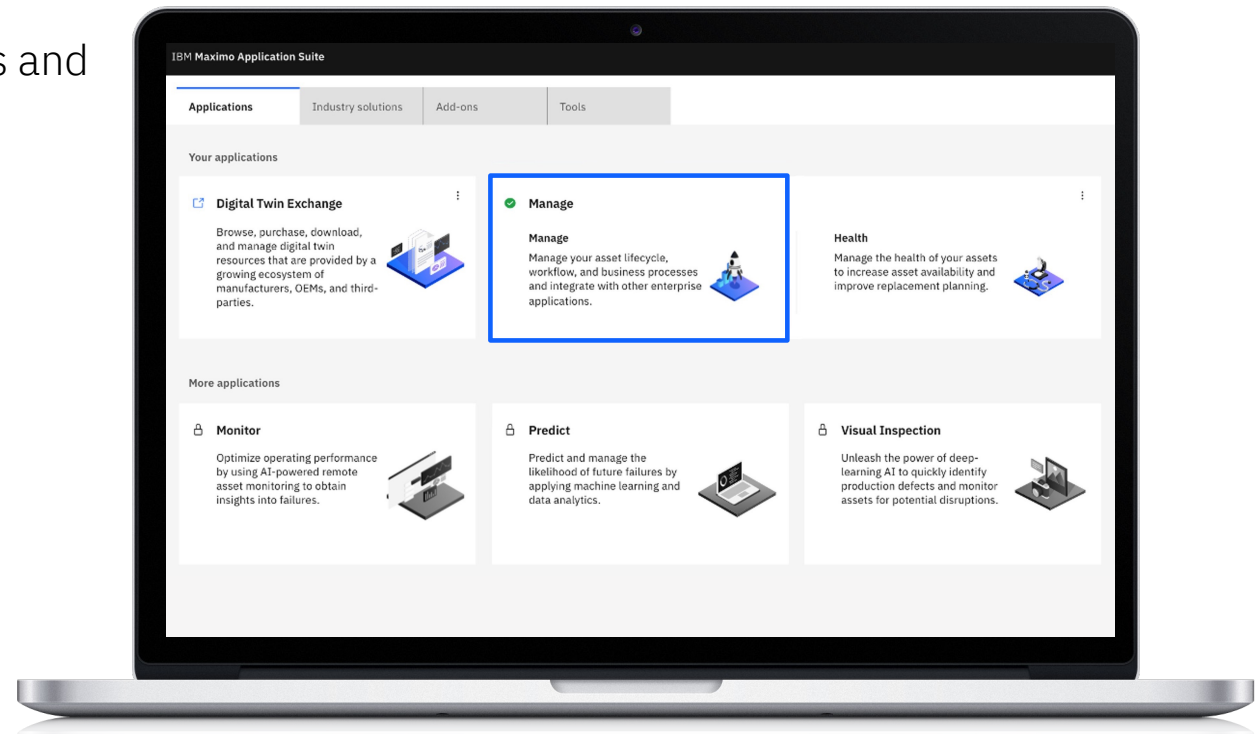 s and
IBM Maximo Application Suite
Applications
Industry solutions
Add-ons
Tools
Your applications
Digital Twin Exchange
Browse, purchase, download,
and manage digital twin
resources that are provided by a
growing ecosystem of
manufacturers, OEMs, and third-
parties.
Manage
Manage
Manage your asset lifecycle,
workflow, and business processes
and integrate with other enterprise
applications.
Health
Manage the health of your assets
to increase asset availability and
improve replacement planning.
More applications
Monitor
Optimize operating performance
by using AI-powered remote
asset monitoring to obtain
insights into failures.
Predict
Predict and manage the
likelihood of future failures by
applying machine learning and
data analytics.
Visual Inspection
Unleash the power of deep-
learning AI to quickly identify
production defects and monitor
assets for potential disruptions.